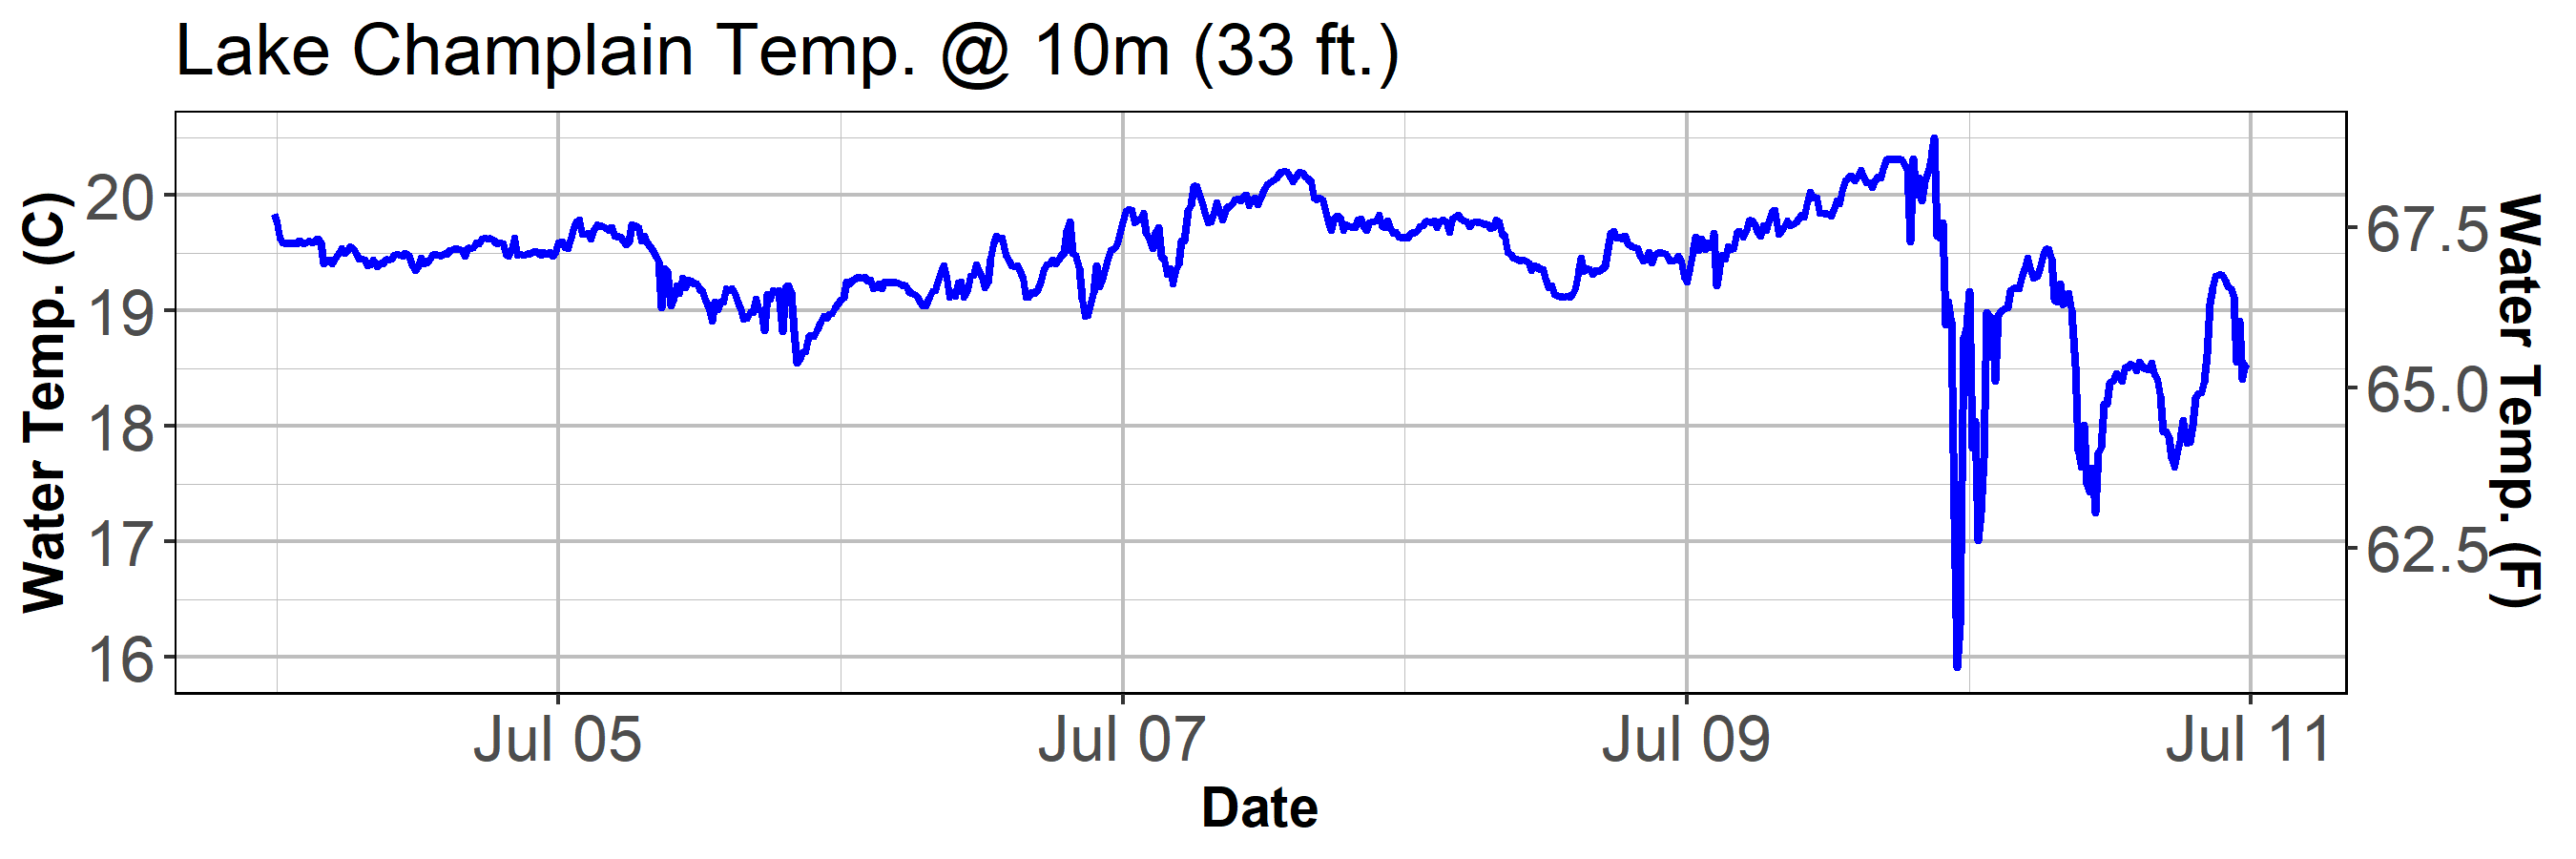 Lake Champlain Temp. @ 10m (33 ft.)
Water Temp. (C)
20
19
18
17
16
67.5
65.0
62.5
Water Temp. (F)
Jul 05
Jul 07
Jul 09
Jul 11
Date